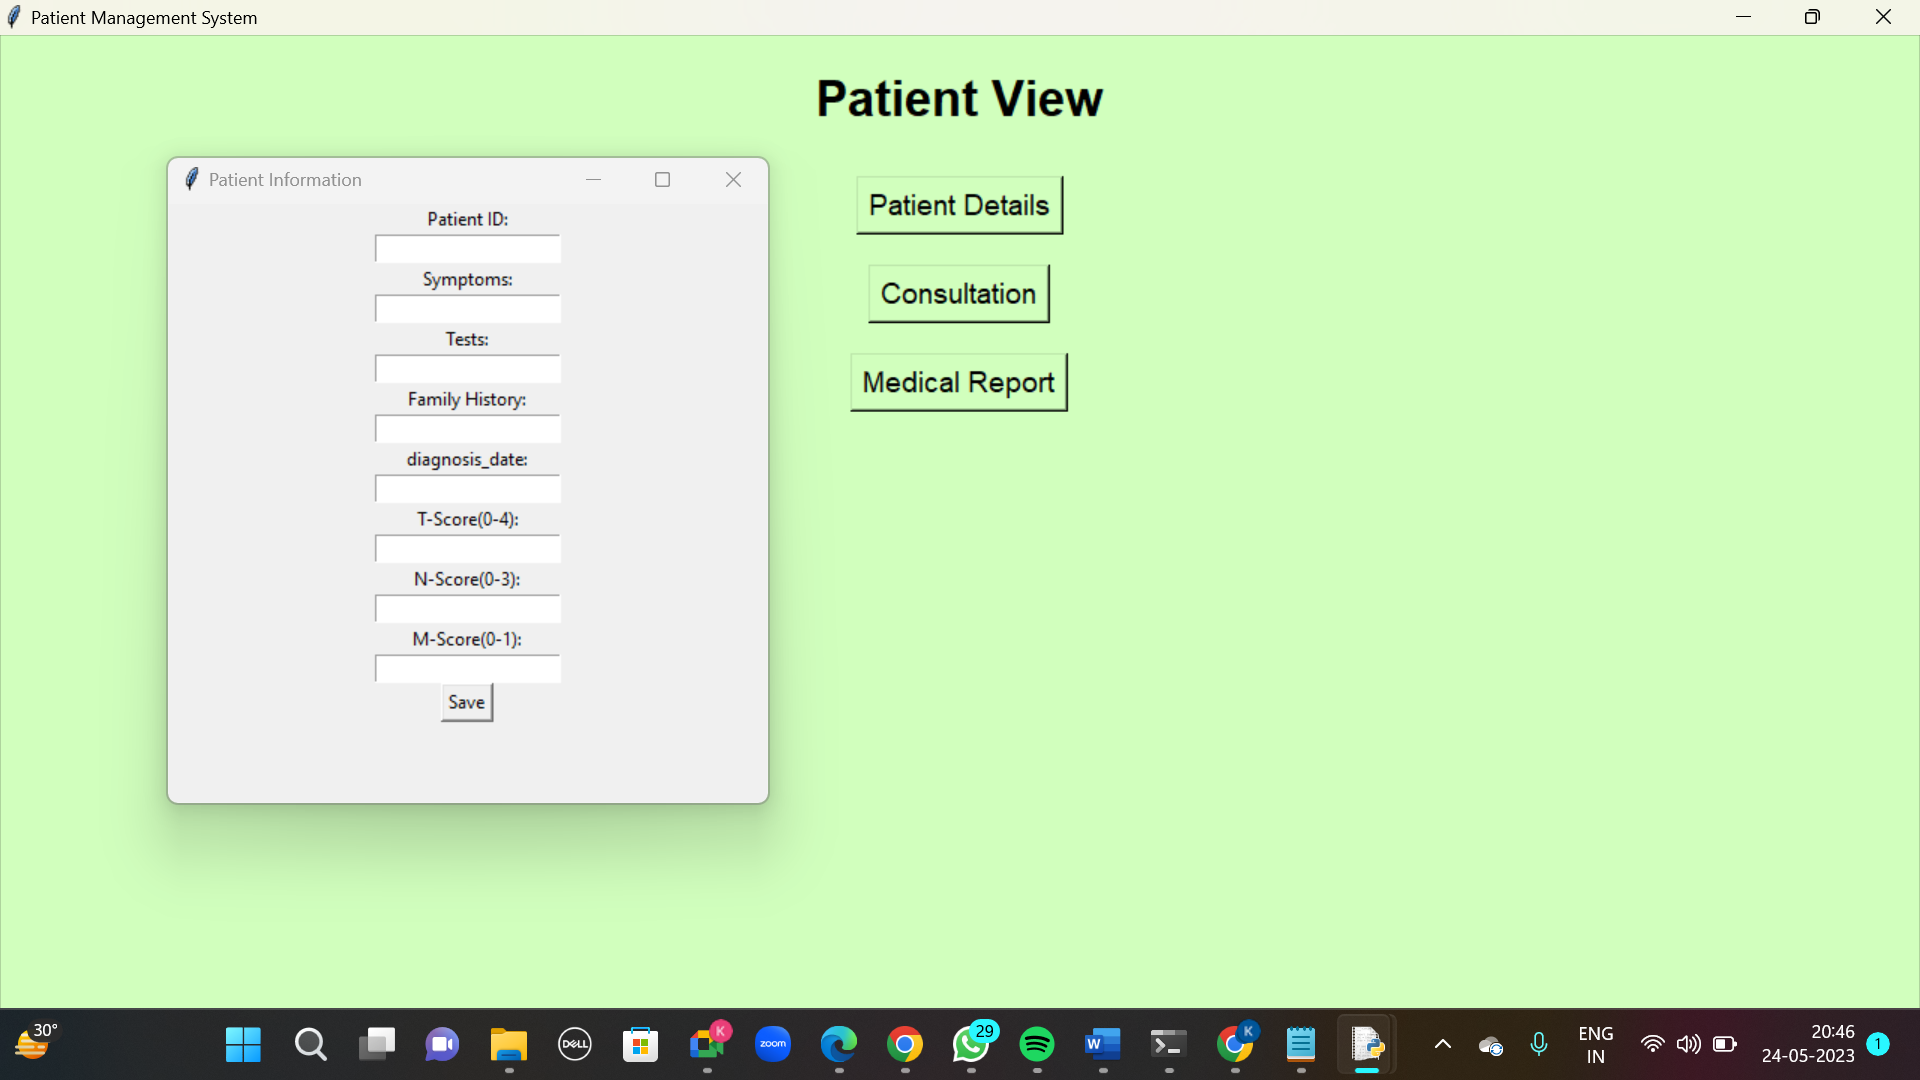 Patient Management System
Patient View
Patient Information
Patient ID:
Symptoms:
Tests:
Family History:
diagnosis_date:
T-Score(0-4):
N-Score(0-3):
M-Score(0-1):
Save
Patient Details
Consultation
Medical Report
30°
DELL
K
zoom
29
W
K
ENG
IN
20:46
24-05-2023
1